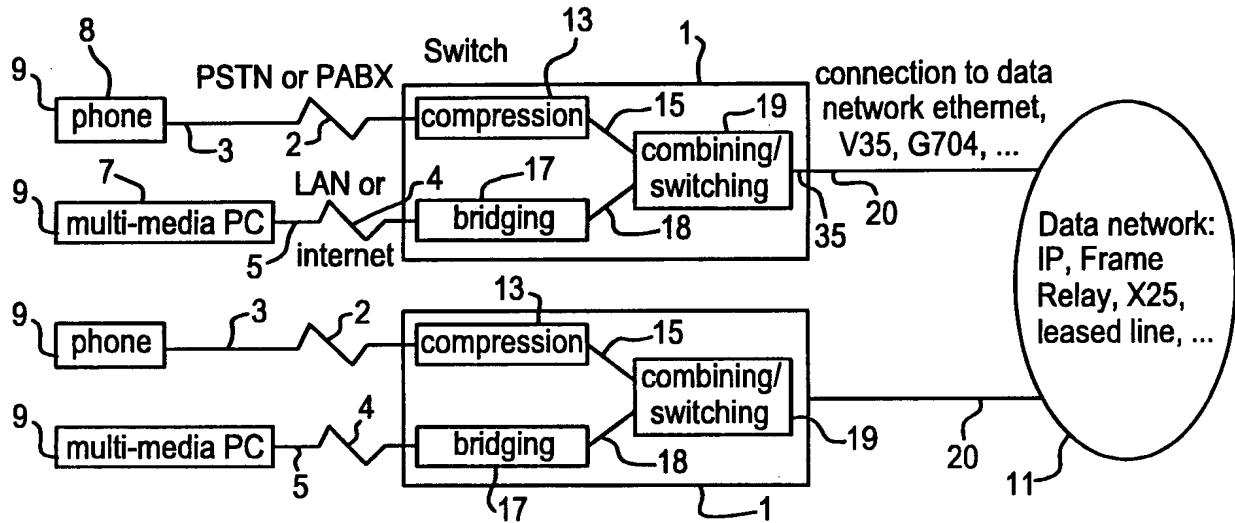 8
13
1
Switch
9
PSTN or PABX
connection to data
network ethernet,
V35, G704, ...
phone
compression
15
19
3
2
7
combining/
switching
LAN or
4
17
9
multi-media PC
bridging
18
35
20
5
internet
Data network:
IP, Frame
Relay, X25,
leased line, ...
13
9
3
2
phone
compression
15
combining/
switching
9
4
multi-media PC
bridging
18
19
20
5
17
1
11